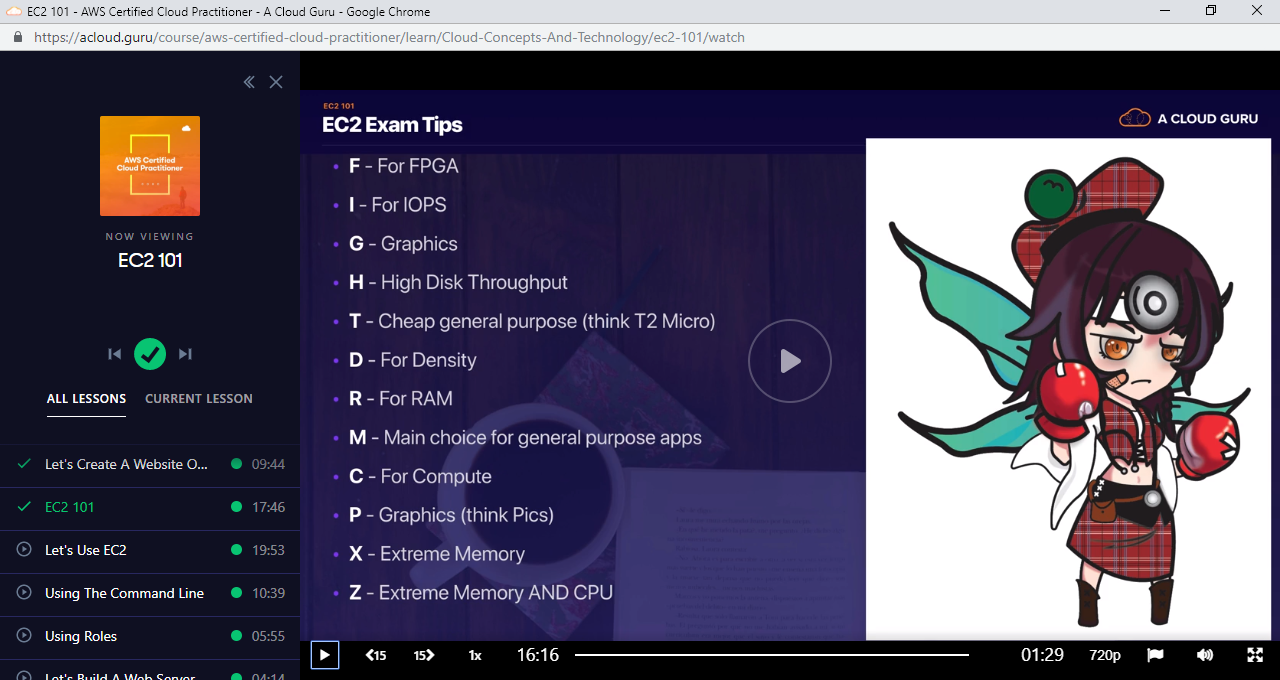 EC2 101 - AWS Certified Cloud Practitioner - A Cloud Guru - Google Chrome
https://acloud.guru/course/aws-certified-cloud-practitioner/learn/Cloud-Concepts-And-Technology/ec2-101/watch
AWS Certified
Cloud Practitioner
NOW VIEWING
EC2 101
ALL LESSONS
CURRENT LESSON
Let's Create A Website O... 09:44
EC2 101 17:46
Let's Use EC2 19:53
Using The Command Line 10:39
Using Roles 05:55
Let's Build A Web Server 04:14
EC2 101
EC2 Exam Tips
A CLOUD GURU
• F - For FPGA
• I - For IOPS
• G - Graphics
• H - High Disk Throughput
• T - Cheap general purpose (think T2 Micro)
• D - For Density
• R - For RAM
• M - Main choice for general purpose apps
• C - For Compute
• P - Graphics (think Pics)
• X - Extreme Memory
• Z - Extreme Memory AND CPU
15 15 1x 16:16 01:29 720p